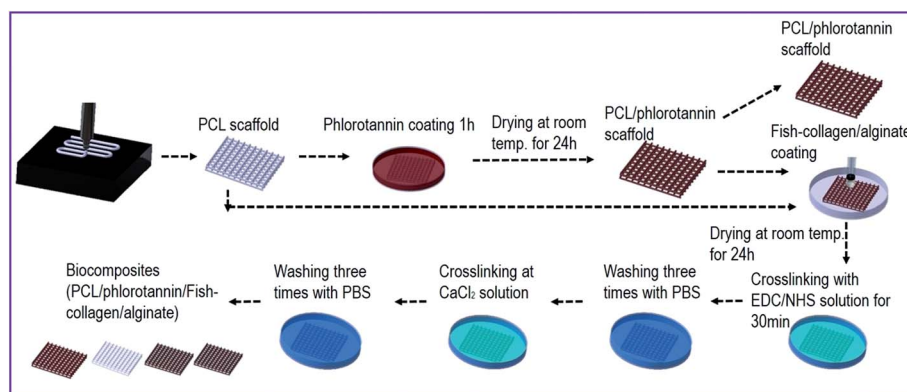 PCL/phlorotannin
scaffold
PCL scaffold
Phlorotannin coating 1h
Drying at room
temp. for 24h
PCL/phlorotannin
scaffold
Fish-collagen/alginate
coating
Drying at room temp.
for 24h
Biocomposites
(PCL/phlorotannin/Fish-
collagen/alginate)
Washing three
times with PBS
Crosslinking at
CaCl₂ solution
Washing three
times with PBS
Crosslinking with
EDC/NHS solution for
30min